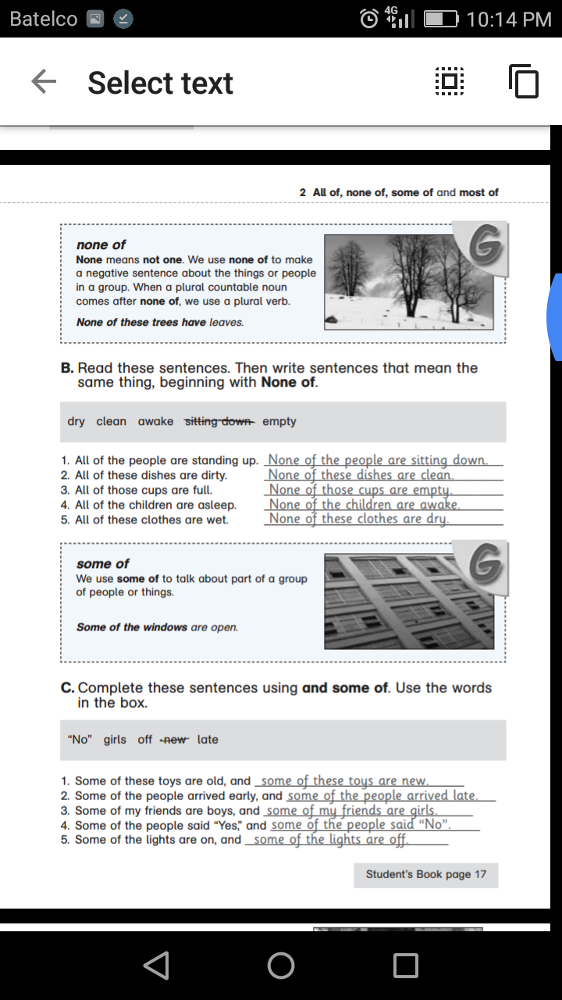 Batelco 4G 10:14 PM
Select text
2 All of, none of, some of and most of
none of
None means not one. We use none of to make
a negative sentence about the things or people
in a group. When a plural countable noun
comes after none of, we use a plural verb.
None of these trees have leaves.
G
B. Read these sentences. Then write sentences that mean the
same thing, beginning with None of.
dry clean awake sitting down empty
1. All of the people are standing up. None of the people are sitting down.
2. All of these dishes are dirty. None of these dishes are clean.
3. All of those cups are full. None of those cups are empty.
4. All of the children are asleep. None of the children are awake.
5. All of these clothes are wet. None of these clothes are dry.
some of
We use some of to talk about part of a group
of people or things.
Some of the windows are open.
G
C. Complete these sentences using and some of. Use the words
in the box.
“No” girls off new late
1. Some of these toys are old, and some of these toys are new.
2. Some of the people arrived early, and some of the people arrived late.
3. Some of my friends are boys, and some of my friends are girls.
4. Some of the people said “Yes,” and some of the people said “No”.
5. Some of the lights are on, and some of the lights are off.
Student’s Book page 17